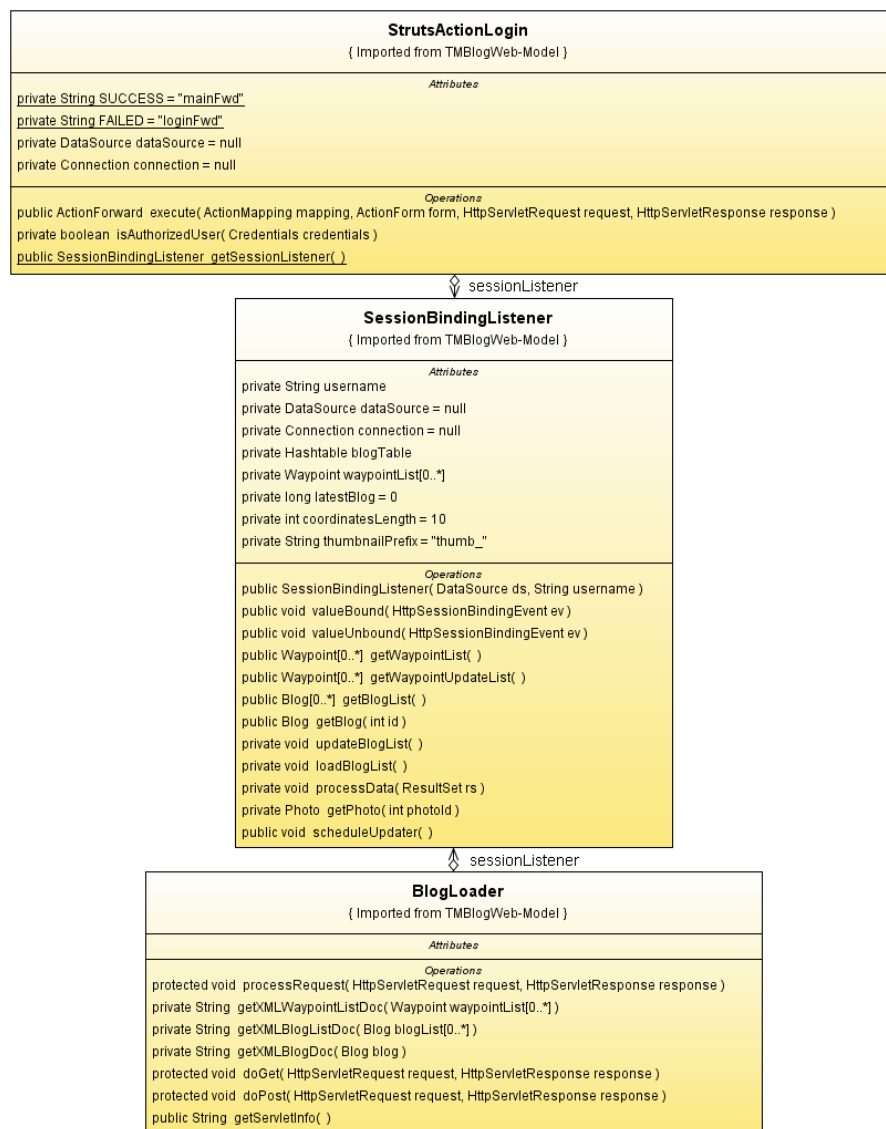 StrutsActionLogin
{ Imported from TMBlogWeb-Model }
Attributes
private String SUCCESS = "mainFwd"
private String FAILED = "loginFwd"
private DataSource dataSource = null
private Connection connection = null
Operations
public ActionForward execute( ActionMapping mapping, ActionForm form, HttpServletRequest request, HttpServletResponse response )
private boolean isAuthorizedUser( Credentials credentials )
public SessionBindingListener getSessionListener( )
sessionListener
SessionBindingListener
{ Imported from TMBlogWeb-Model }
Attributes
private String username
private DataSource dataSource = null
private Connection connection = null
private Hashtable blogTable
private Waypoint waypointList[0..*]
private long latestBlog = 0
private int coordinatesLength = 10
private String thumbnailPrefix = "thumb_"
Operations
public SessionBindingListener( DataSource ds, String username )
public void valueBound( HttpSessionBindingEvent ev )
public void valueUnbound( HttpSessionBindingEvent ev )
public Waypoint[0..*] getWaypointList( )
public Waypoint[0..*] getWaypointUpdateList( )
public Blog[0..*] getBlogList( )
public Blog getBlog( int id )
private void updateBlogList( )
private void loadBlogList( )
private void processData( ResultSet rs )
private Photo getPhoto( int photoId )
public void scheduleUpdater( )
sessionListener
BlogLoader
{ Imported from TMBlogWeb-Model }
Attributes
Operations
protected void processRequest( HttpServletRequest request, HttpServletResponse response )
private String getXMLWaypointListDoc( Waypoint waypointList[0..*] )
private String getXMLBlogListDoc( Blog blogList[0..*] )
private String getXMLBlogDoc( Blog blog )
protected void doGet( HttpServletRequest request, HttpServletResponse response )
protected void doPost( HttpServletRequest request, HttpServletResponse response )
public String getServletInfo( )